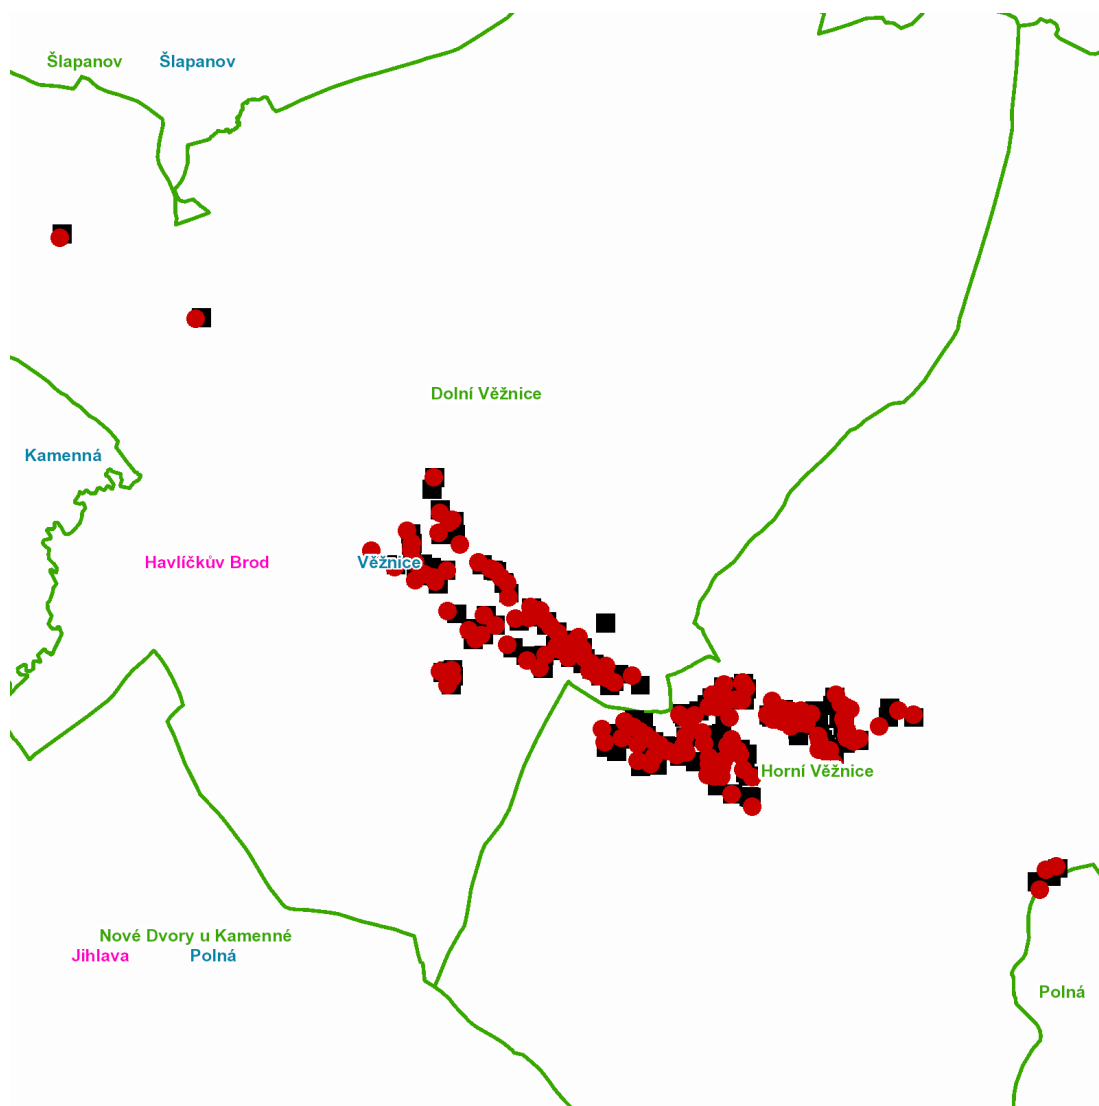 Šlapanov Šlapanov
Dolní Věžnice
Kamenná
Havlíčkův Brod Věžnice
Horní Věžnice
Nové Dvory u Kamenné
Jihlava Polná
Polná